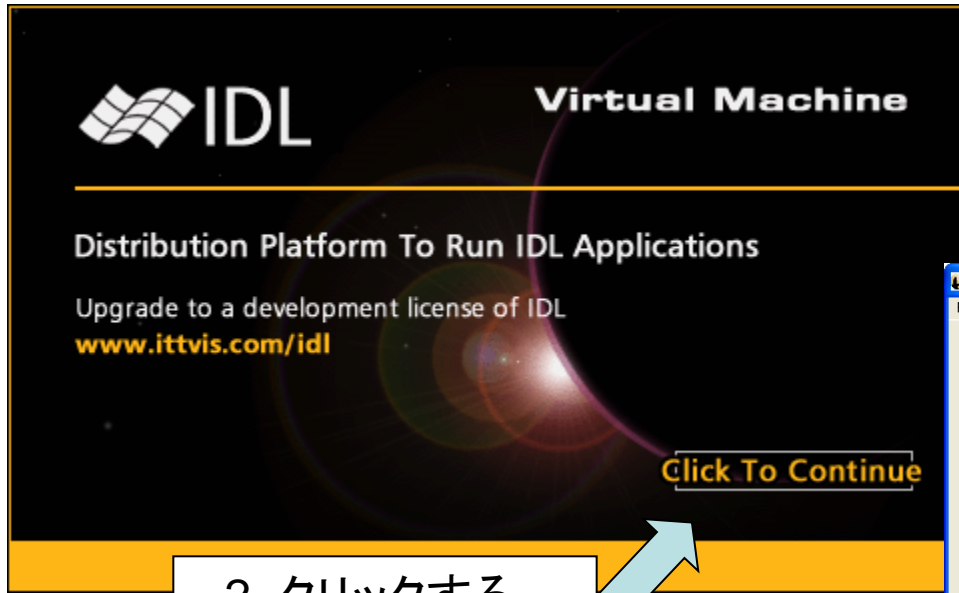 IDL
Virtual Machine
Distribution Platform To Run IDL Applications
Upgrade to a development license of IDL
www.ittvis.com/idl
Click To Continue
クリックする